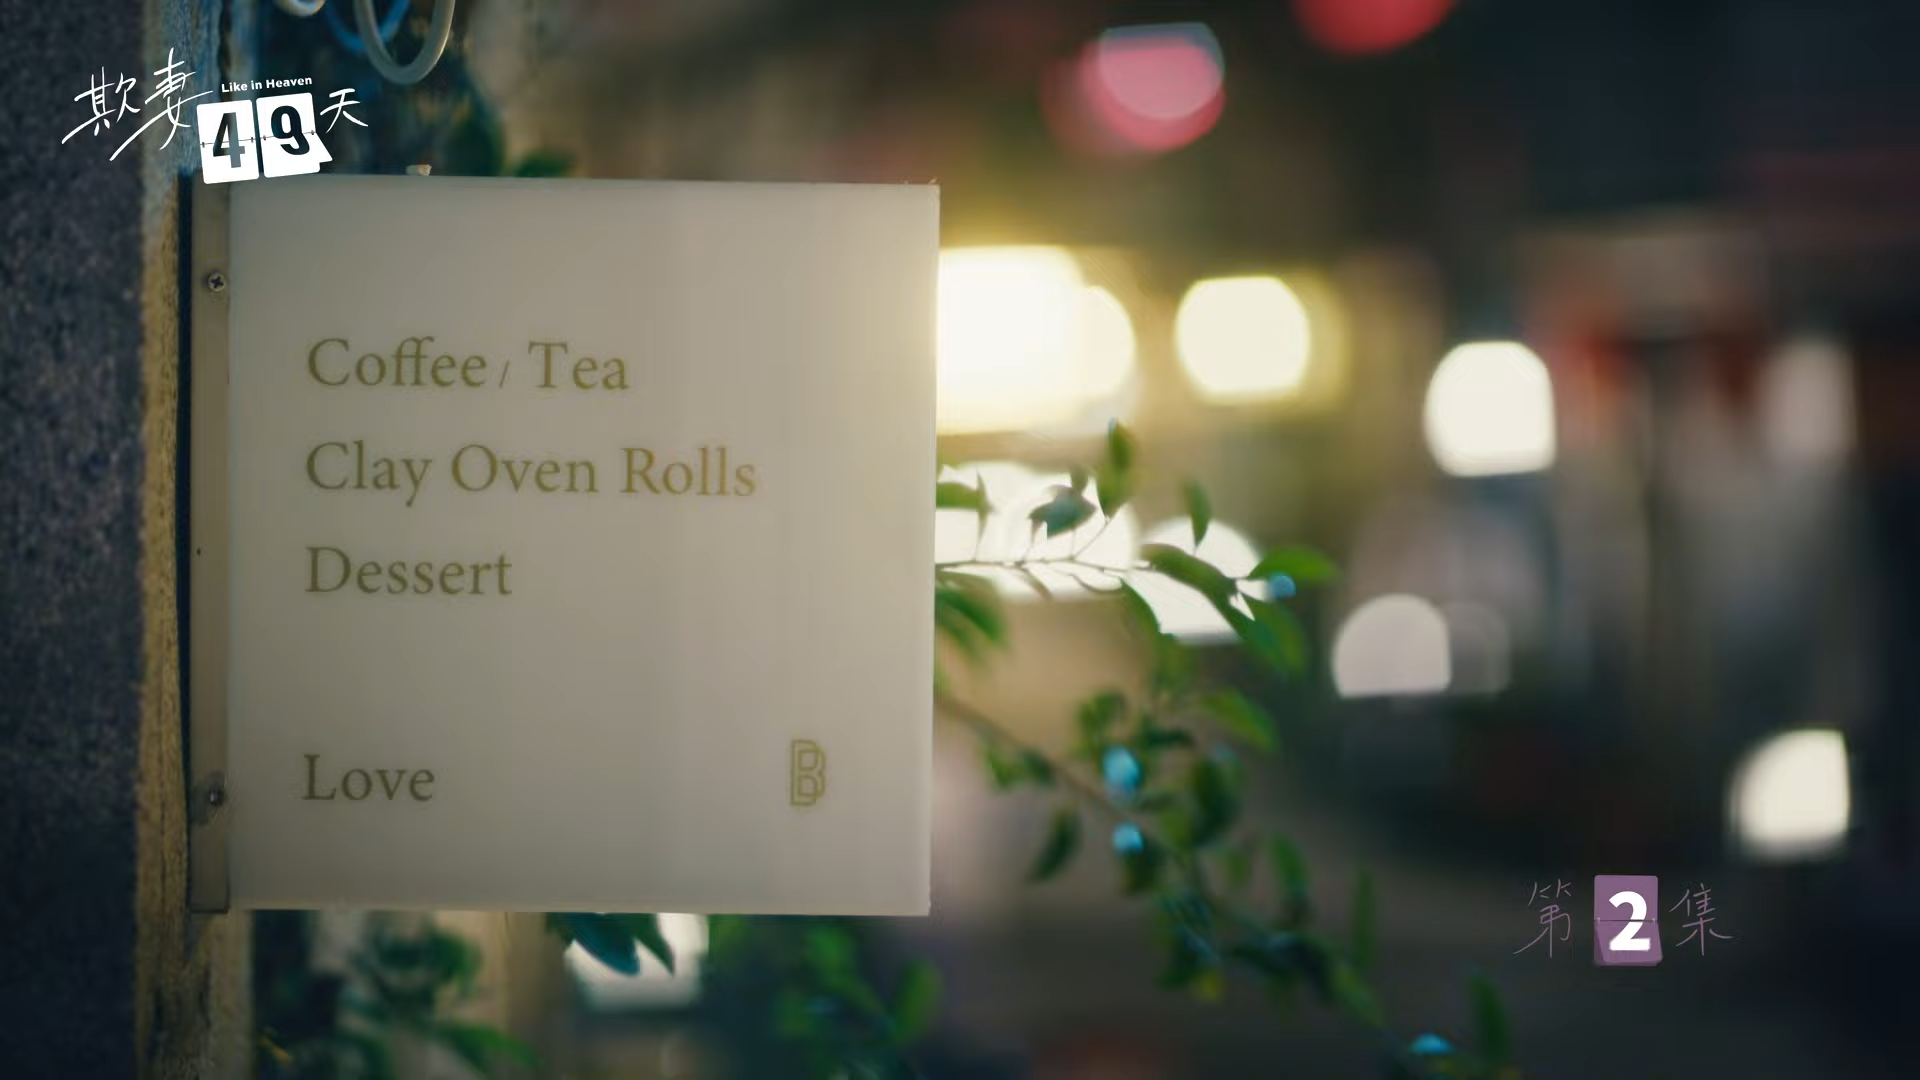 欺妻49天
Like in Heaven
Coffee / Tea
Clay Oven Rolls
Dessert
Love
B
第2集